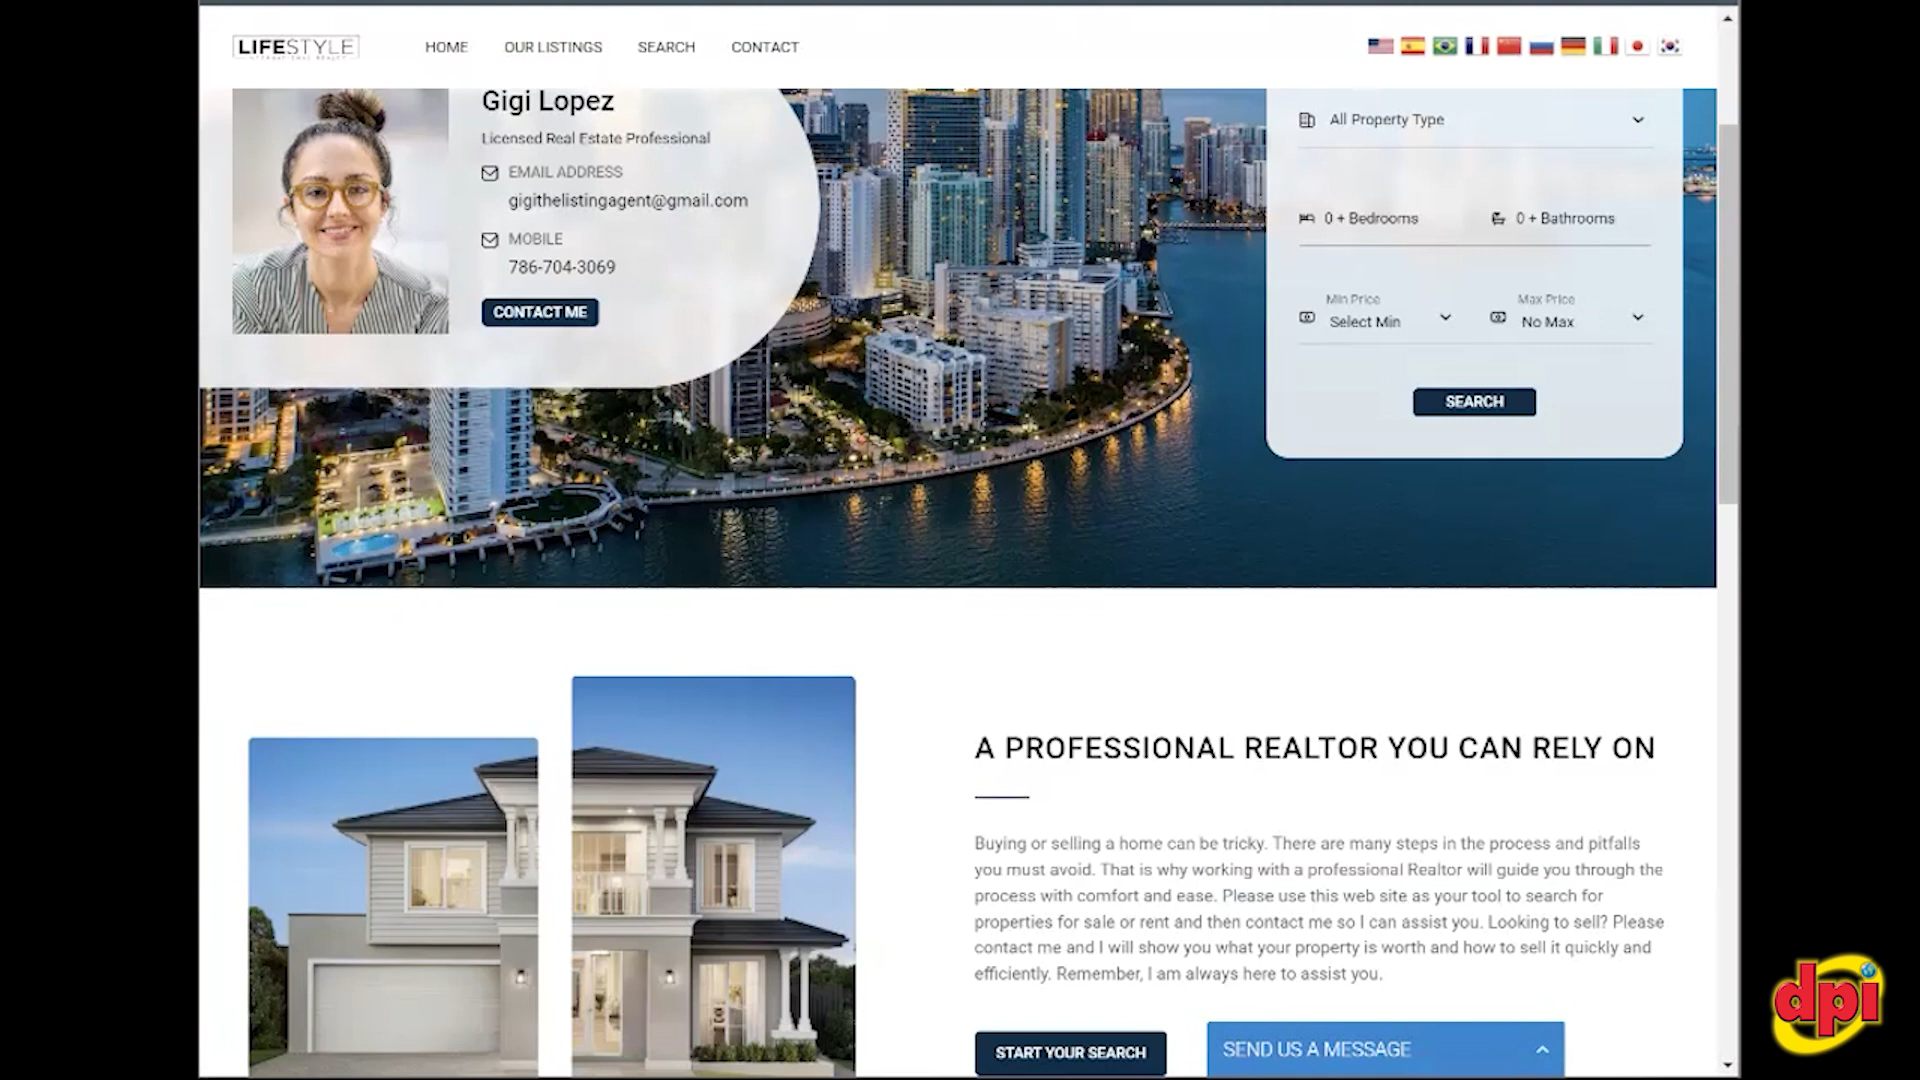 LIFESTYLE
INTERNATIONAL REALTY
HOME
OUR LISTINGS
SEARCH
CONTACT
Gigi Lopez
Licensed Real Estate Professional
EMAIL ADDRESS
gigithelistingagent@gmail.com
MOBILE
786-704-3069
CONTACT ME
All Property Type
0 + Bedrooms
0 + Bathrooms
Min Price
Select Min
Max Price
No Max
SEARCH
A PROFESSIONAL REALTOR YOU CAN RELY ON
Buying or selling a home can be tricky. There are many steps in the process and pitfalls
you must avoid. That is why working with a professional Realtor will guide you through the
process with comfort and ease. Please use this web site as your tool to search for
properties for sale or rent and then contact me so I can assist you. Looking to sell? Please
contact me and I will show you what your property is worth and how to sell it quickly and
efficiently. Remember, I am always here to assist you.
START YOUR SEARCH
SEND US A MESSAGE
dpi